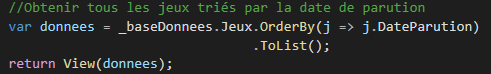 //Obtenir tous les jeux triés par la date de parution
var donnees = _baseDonnees.Jeux.OrderBy(j => j.DateParution)
.ToList();
return View(donnees);